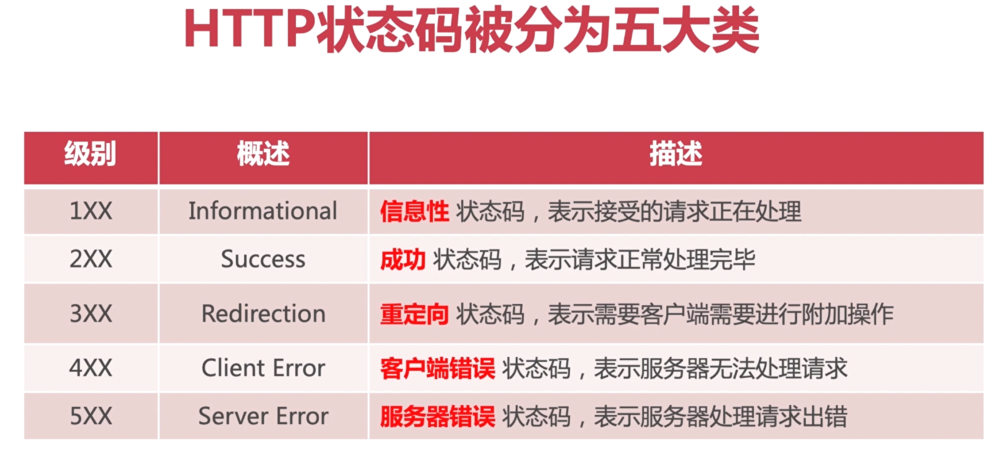 HTTP状态码被分为五大类
级别 概述 描述
1XX Informational 信息性 状态码，表示接受的请求正在处理
2XX Success 成功 状态码，表示请求正常处理完毕
3XX Redirection 重定向 状态码，表示需要客户端需要进行附加操作
4XX Client Error 客户端错误 状态码，表示服务器无法处理请求
5XX Server Error 服务器错误 状态码，表示服务器处理请求出错